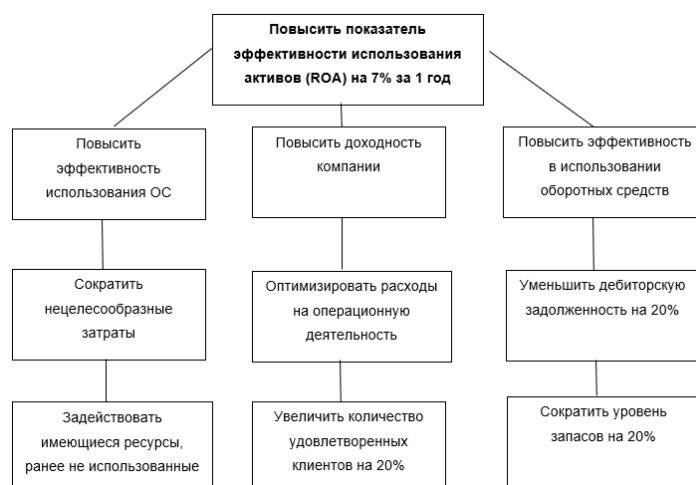 Повысить показатель
эффективности использования
активов (ROA) на 7% за 1 год
Повысить
эффективность
использования ОС
Повысить доходность
компании
Повысить эффективность
в использовании
оборотных средств
Сократить
нецелесообразные
затраты
Оптимизировать расходы
на операционную
деятельность
Уменьшить дебиторскую
задолженность на 20%
Задействовать
имеющиеся ресурсы,
ранее не использованные
Увеличить количество
удовлетворенных
клиентов на 20%
Сократить уровень
запасов на 20%